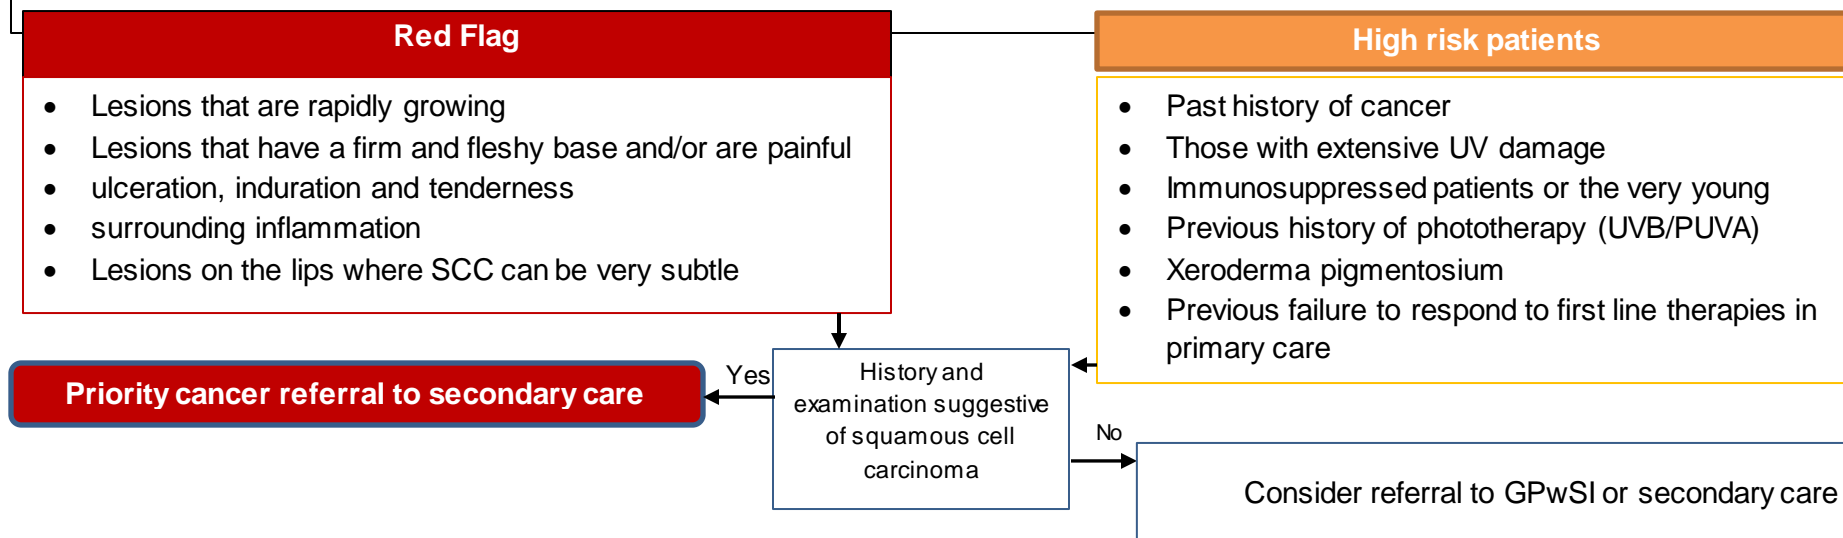 Red Flag
• Lesions that are rapidly growing
• Lesions that have a firm and fleshy base and/or are painful
• ulceration, induration and tenderness
• surrounding inflammation
• Lesions on the lips where SCC can be very subtle
High risk patients
• Past history of cancer
• Those with extensive UV damage
• Immunosuppressed patients or the very young
• Previous history of phototherapy (UVB/PUVA)
• Xeroderma pigmentosium
• Previous failure to respond to first line therapies in
primary care
Priority cancer referral to secondary care
Yes
History and
examination suggestive
of squamous cell
carcinoma
No
Consider referral to GPwSI or secondary care